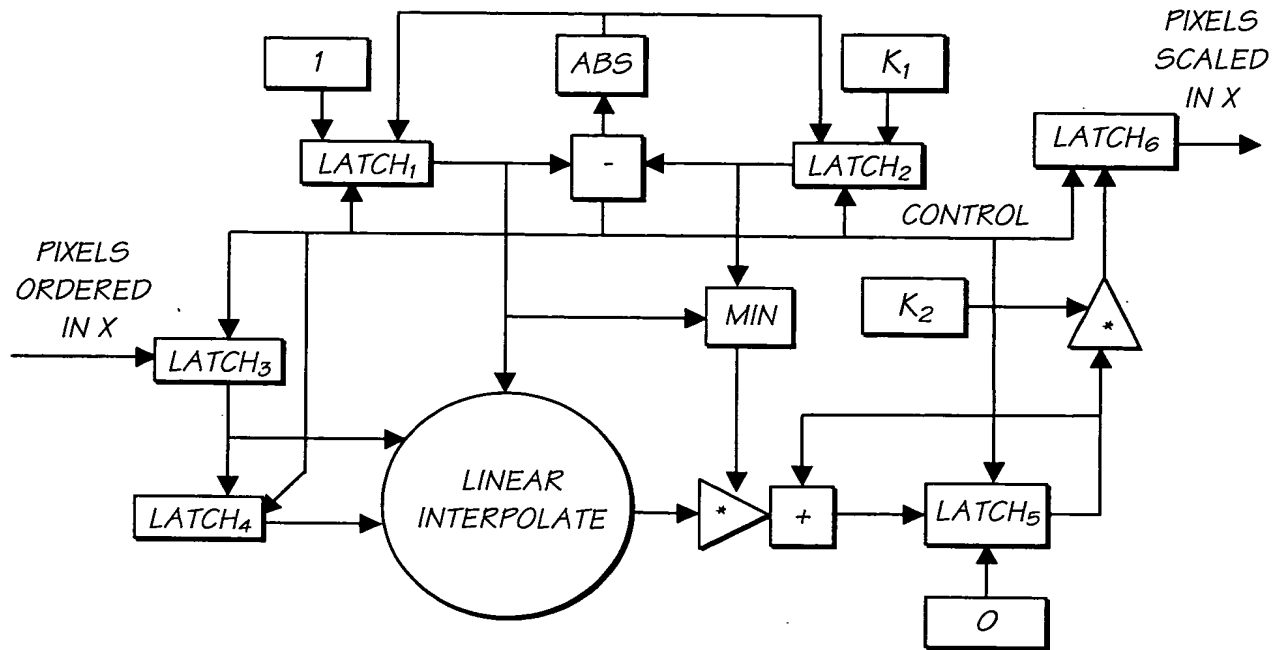 PIXELS
SCALED
IN X
1
ABS
K₁
LATCH₁
-
LATCH₂
LATCH₆
CONTROL
PIXELS
ORDERED
IN X
K₂
MIN
*
LATCH₃
LINEAR
INTERPOLATE
LATCH₄
*
+
LATCH₅
0